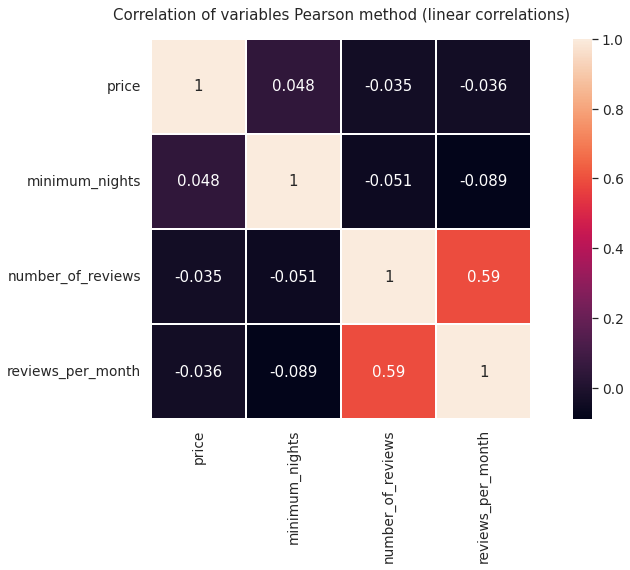 Correlation of variables Pearson method (linear correlations)
price 1 0.048 -0.035 -0.036
minimum_nights 0.048 1 -0.051 -0.089
number_of_reviews -0.035 -0.051 1 0.59
reviews_per_month -0.036 -0.089 0.59 1
price
minimum_nights
number_of_reviews
reviews_per_month
1.0
0.8
0.6
0.4
0.2
0.0